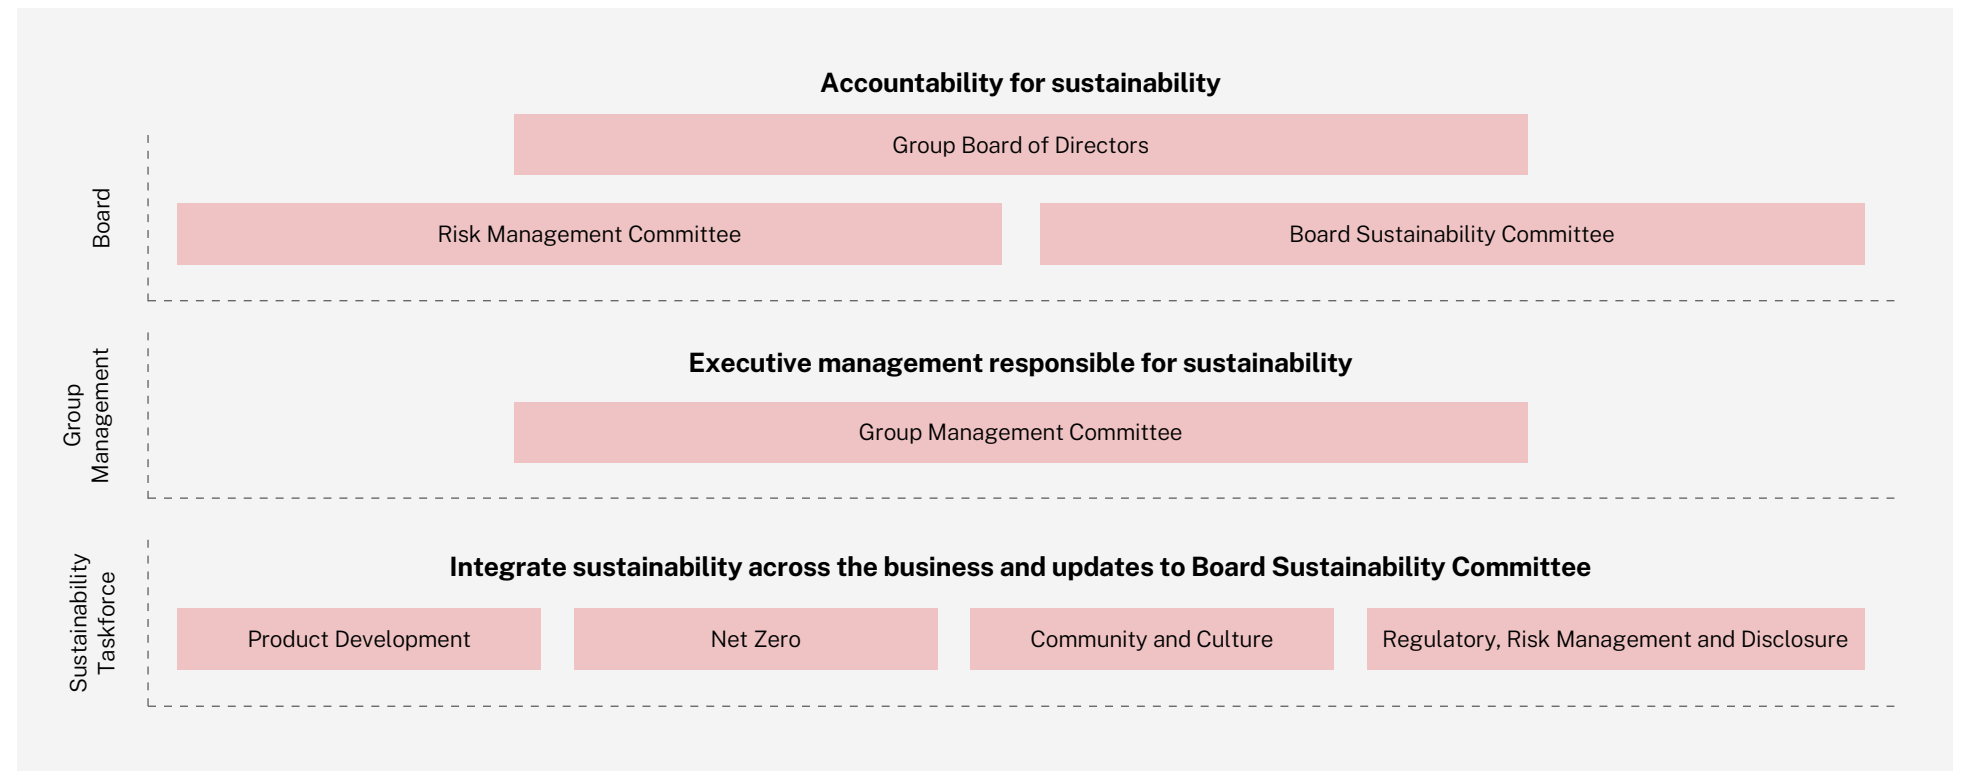 Accountability for sustainability
Group Board of Directors
Board
Risk Management Committee
Board Sustainability Committee
Executive management responsible for sustainability
Group
Management
Group Management Committee
Sustainability
Taskforce
Integrate sustainability across the business and updates to Board Sustainability Committee
Product Development
Net Zero
Community and Culture
Regulatory, Risk Management and Disclosure